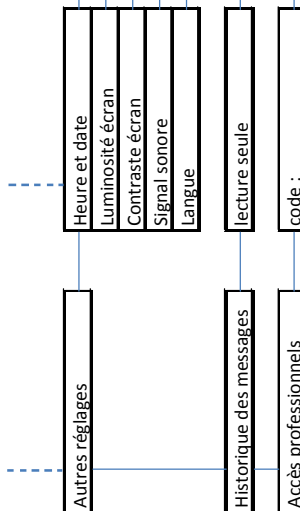 Autres réglages
Heure et date
Luminosité écran
Contraste écran
Signal sonore
Langue
Historique des messages
lecture seule
Accès professionnels
code :